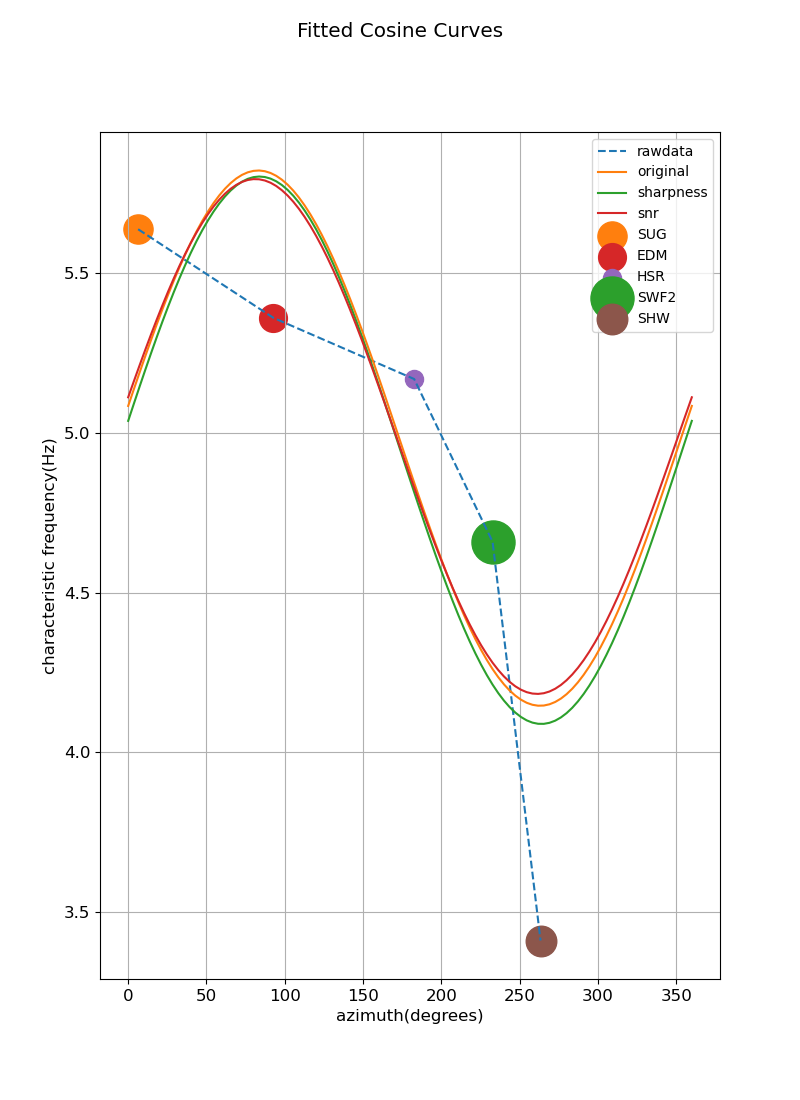 Fitted Cosine Curves
rawdata
original
sharpness
snr
SUG
EDM
HSR
SWF2
SHW
characteristic frequency(Hz)
5.5
5.0
4.5
4.0
3.5
0 50 100 150 200 250 300 350
azimuth(degrees)